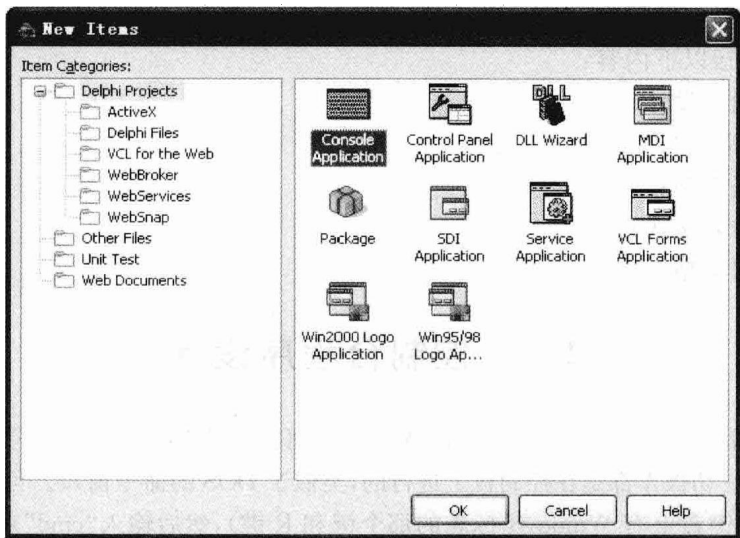 New Items
Item Categories:
Delphi Projects
ActiveX
Delphi Files
VCL for the Web
WebBroker
WebServices
WebSnap
Other Files
Unit Test
Web Documents
Console Application
Control Panel Application
DLL Wizard
MDI Application
Package
SDI Application
Service Application
VCL Forms Application
Win2000 Logo Application
Win95/98 Logo Ap...
OK
Cancel
Help